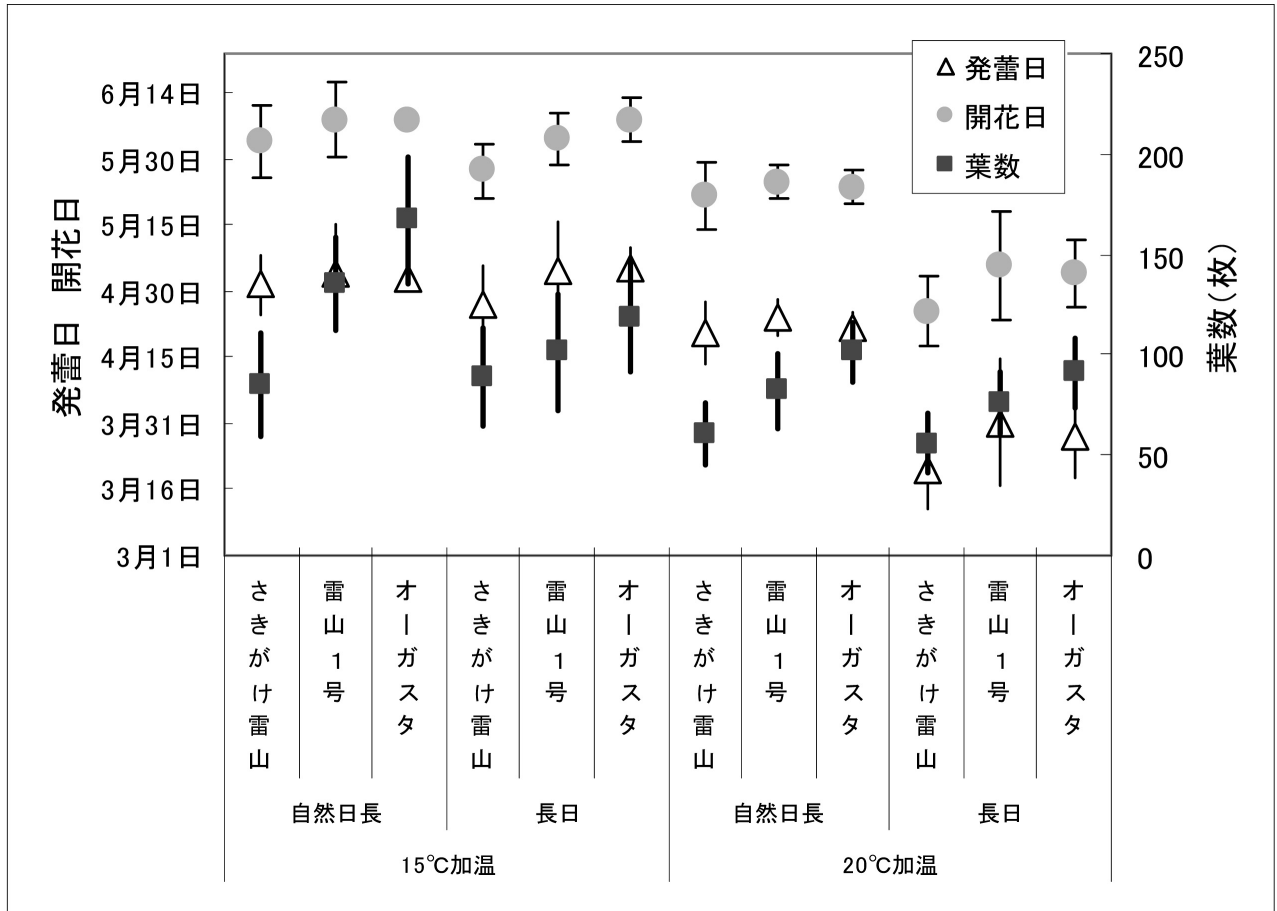 発蕾日
開花日
葉数
発蕾日 開花日
6月14日
5月30日
5月15日
4月30日
4月15日
3月31日
3月16日
3月1日
250
200
150
100
50
0
葉数(枚)
さきがけ雷山
雷山1号
オーガスタ
さきがけ雷山
雷山1号
オーガスタ
さきがけ雷山
雷山1号
オーガスタ
さきがけ雷山
雷山1号
オーガスタ
自然日長
長日
自然日長
長日
15℃加温
20℃加温